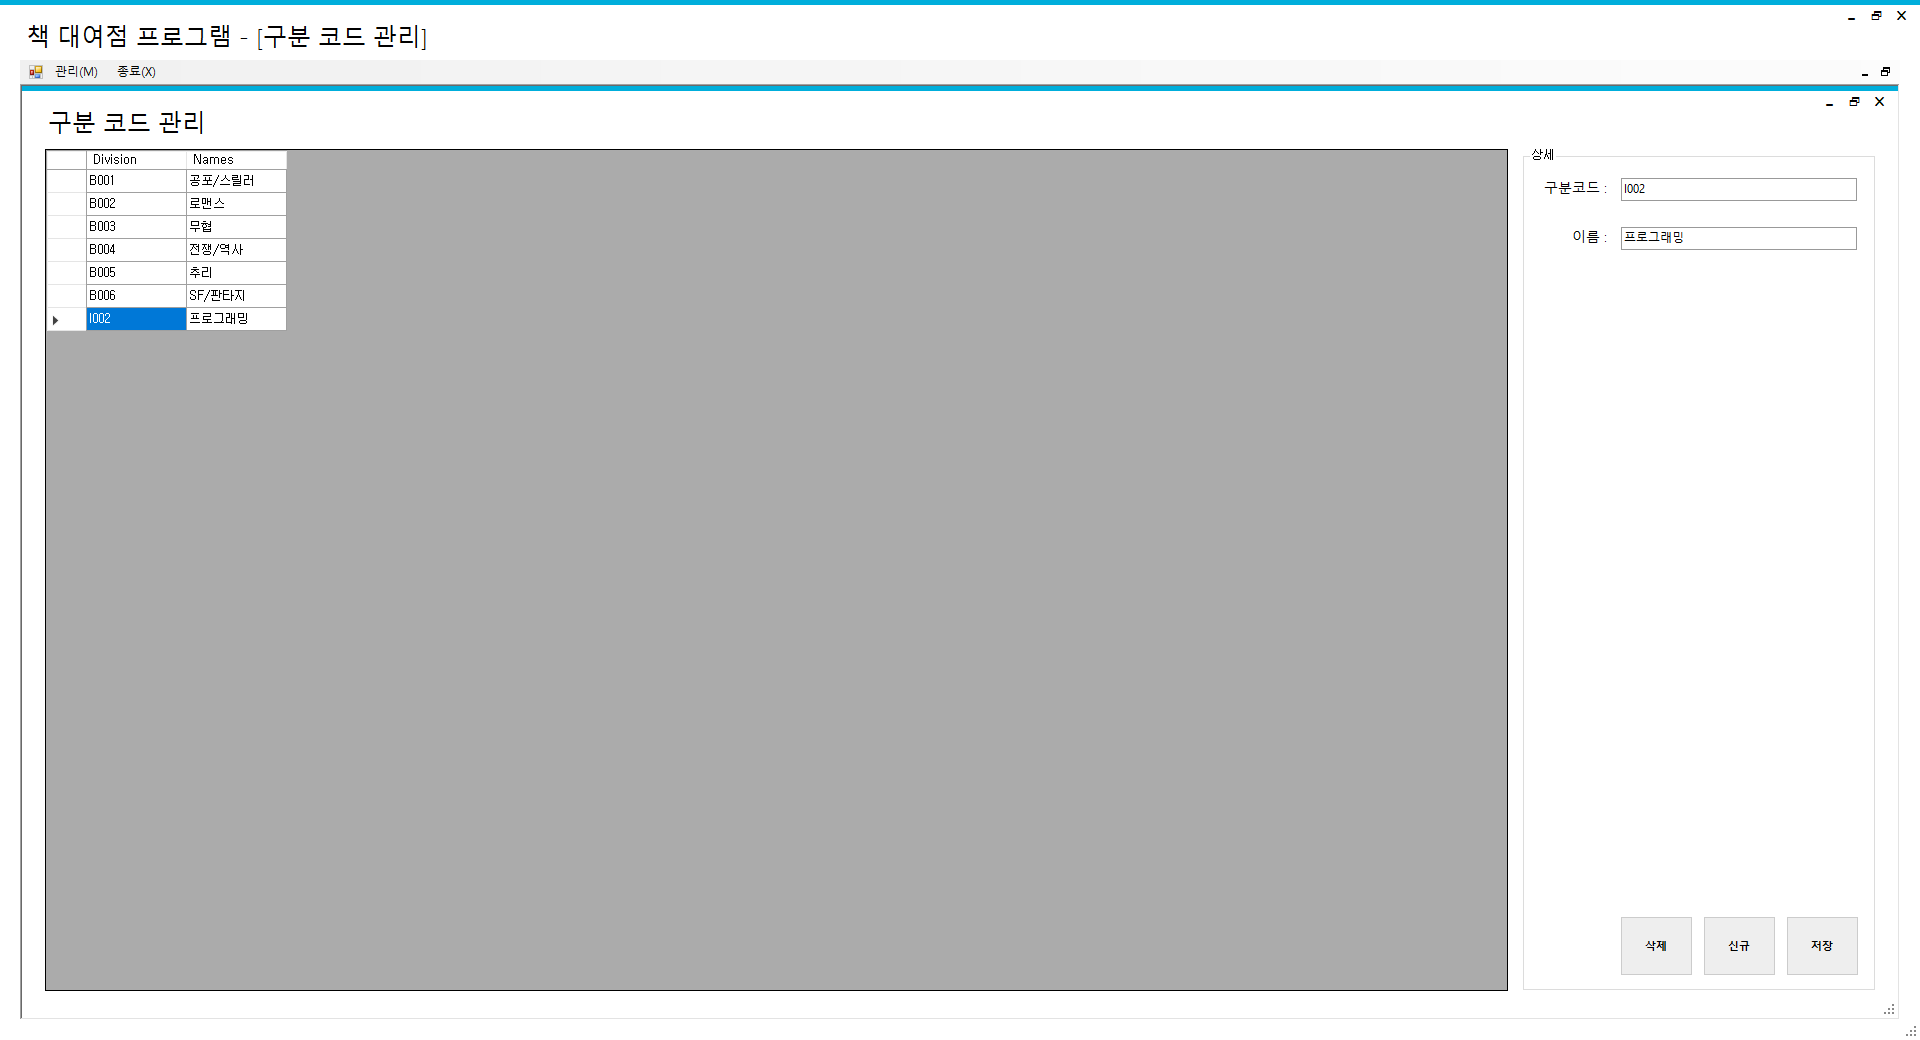 책 대여점 프로그램 - [구분 코드 관리]
관리(M) 종료(X)
구분 코드 관리
Division Names
B001 공포/스릴러
B002 로맨스
B003 무협
B004 전쟁/역사
B005 추리
B006 SF/판타지
I002 프로그래밍
상세
구분코드 : I002
이름 : 프로그래밍
삭제 신규 저장